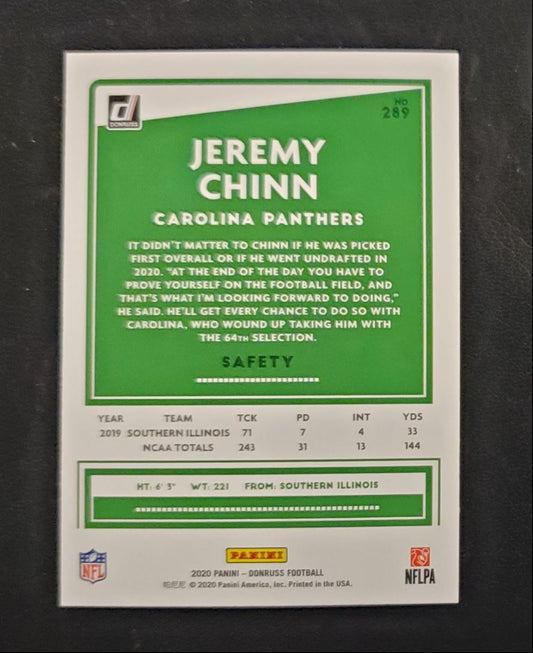 DONRUSS
NO
289
JEREMY
CHINN
CAROLINA PANTHERS
IT DIDN'T MATTER TO CHINN IF HE WAS PICKED
FIRST OVERALL OR IF HE WENT UNDRAFTED IN
2020. "AT THE END OF THE DAY YOU HAVE TO
PROVE YOURSELF ON THE FOOTBALL FIELD, AND
THAT'S WHAT I'M LOOKING FORWARD TO DOING,"
HE SAID. HE'LL GET EVERY CHANCE TO DO SO WITH
CAROLINA, WHO WOUND UP TAKING HIM WITH
THE 64TH SELECTION.
SAFETY
YEAR TEAM TCK PD INT YDS
2019 SOUTHERN ILLINOIS 71 7 4 33
NCAA TOTALS 243 31 13 144
HT: 6' 3" WT: 221 FROM: SOUTHERN ILLINOIS
PANINI
NFL
NFLPA
2020 PANINI – DONRUSS FOOTBALL
© 2020 Panini America, Inc. Printed in the USA.